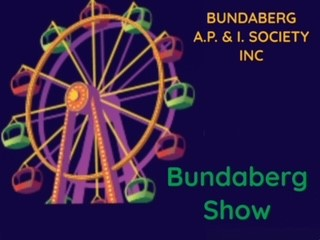 BUNDABERG
A.P. & I. SOCIETY
INC
Bundaberg
Show